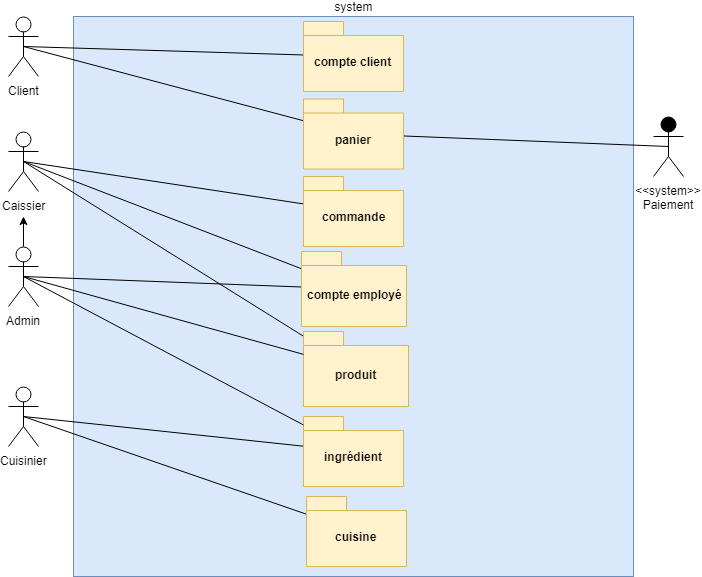 system
compte client
Client
panier
<<system>>
Paiement
Caissier
commande
compte employé
Admin
produit
ingrédient
Cuisinier
cuisine